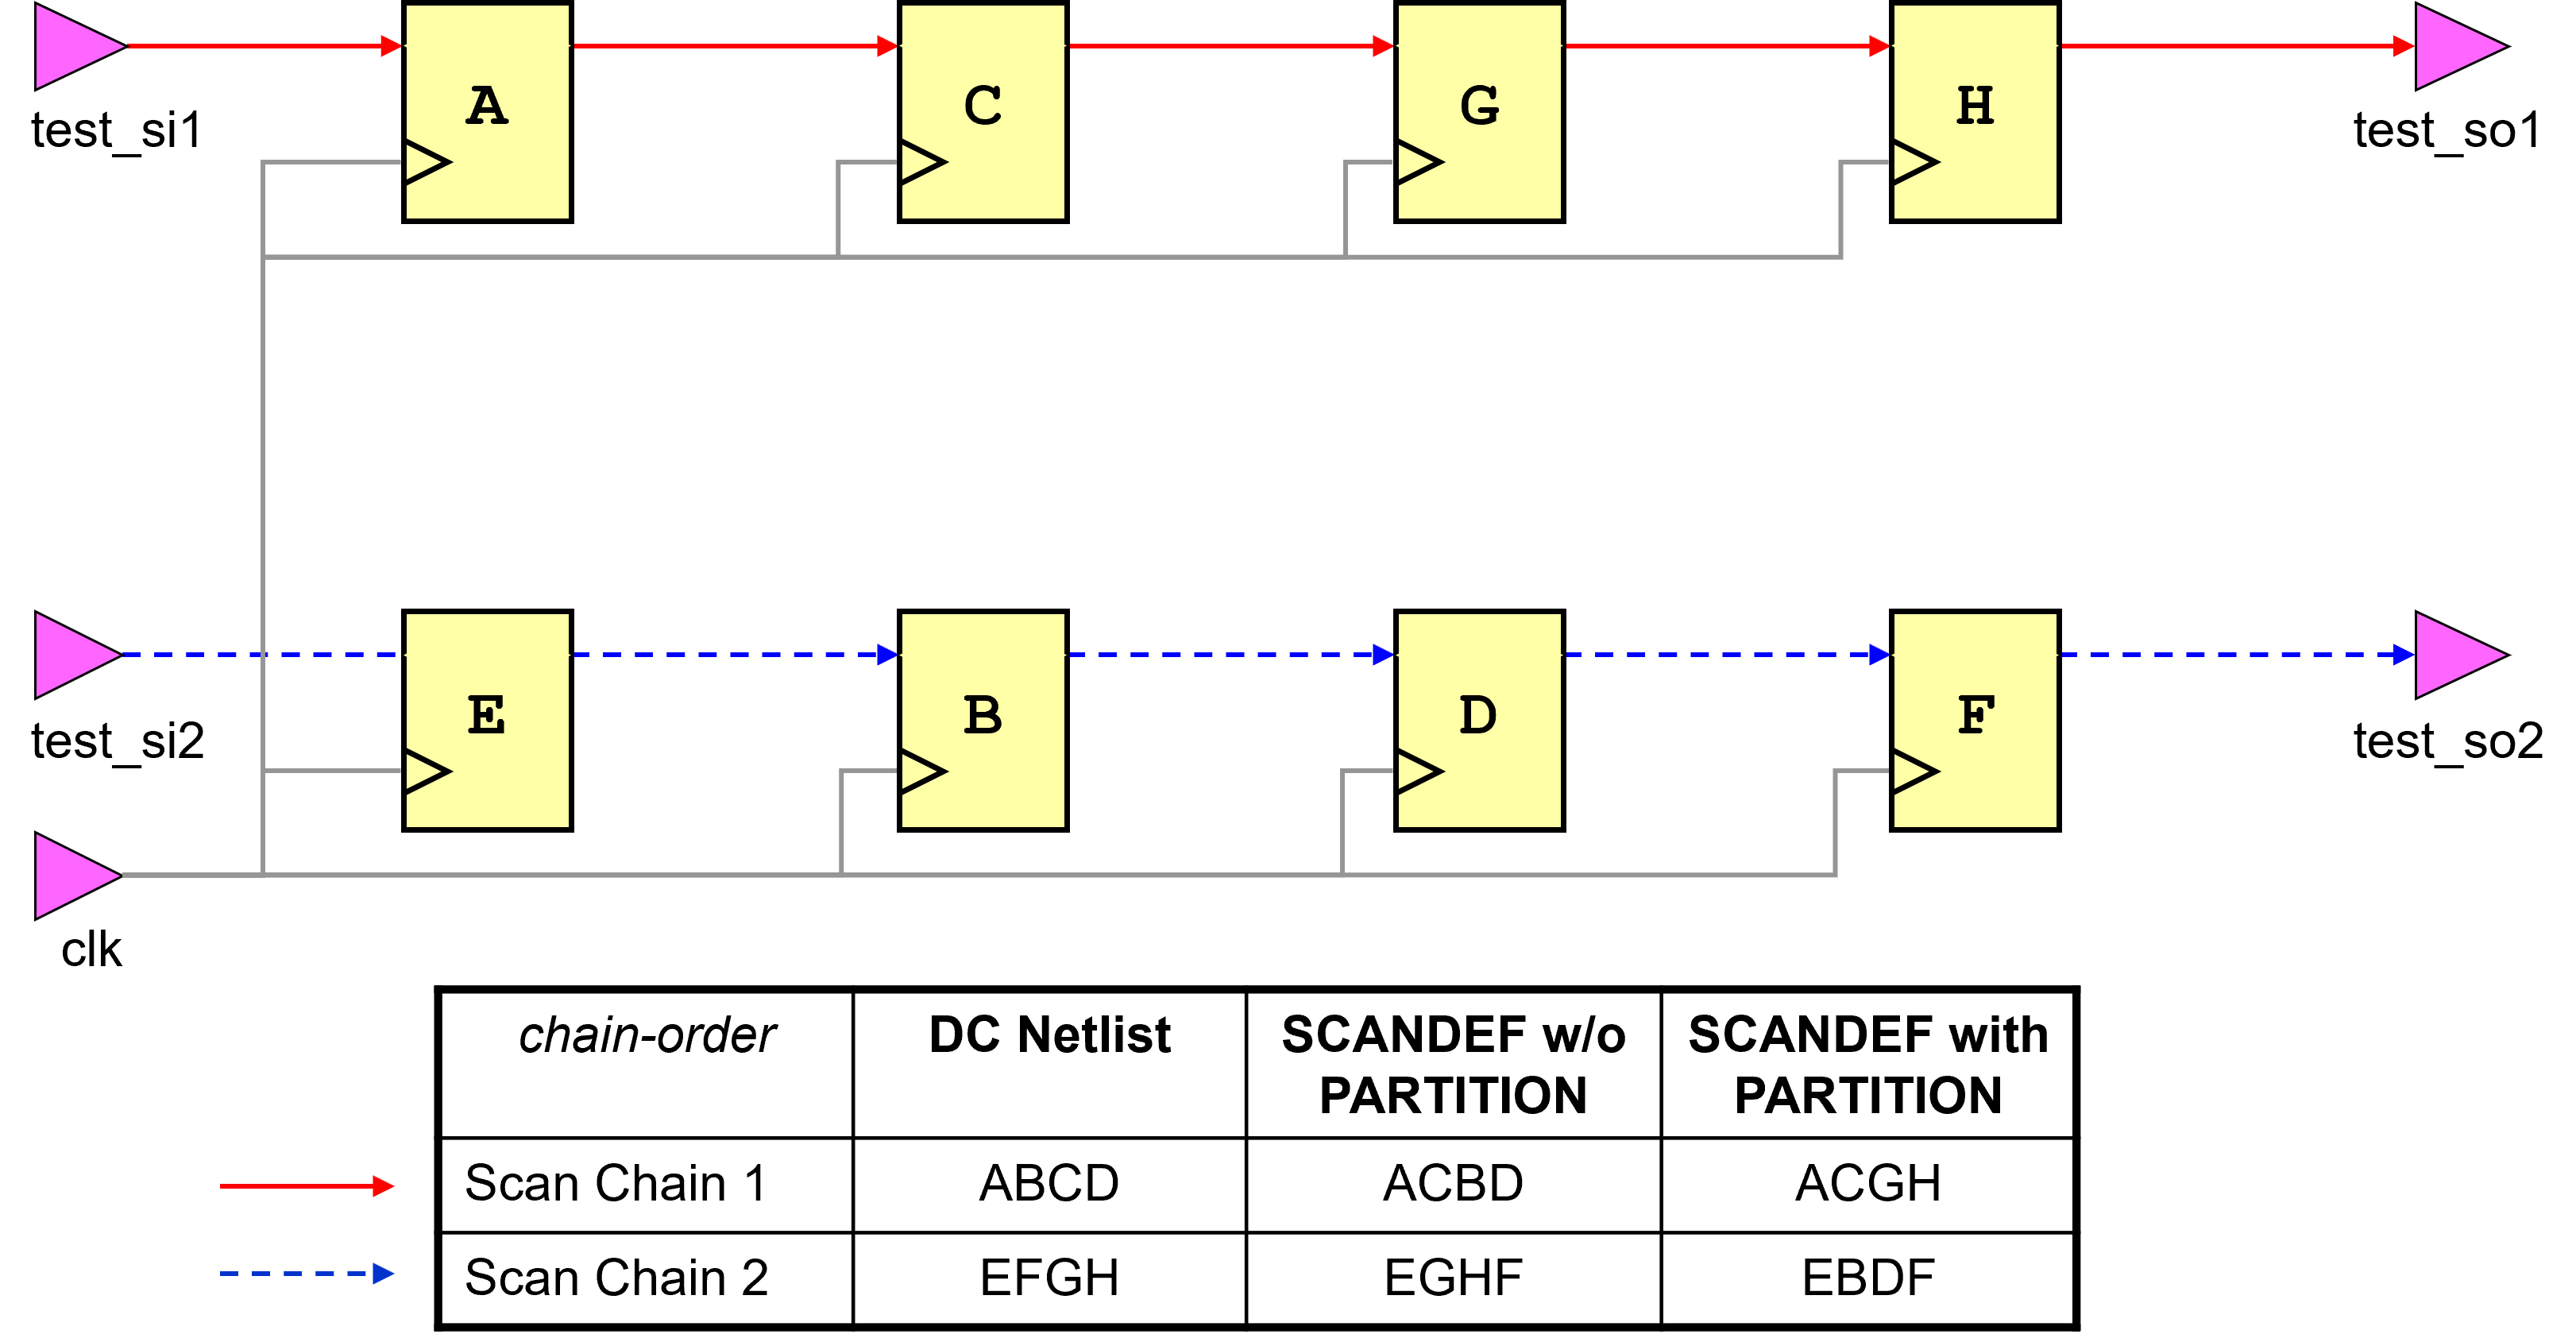 A
C
G
H
test_si1
test_so1
E
B
D
F
test_si2
test_so2
clk
chain-order DC Netlist SCANDEF w/o SCANDEF with
PARTITION PARTITION
Scan Chain 1 ABCD ACBD ACGH
Scan Chain 2 EFGH EGHF EBDF